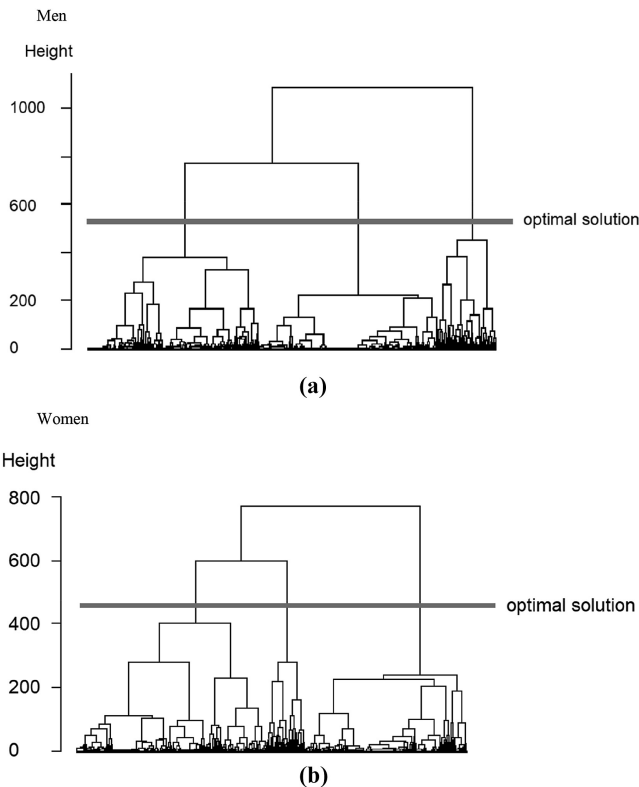 Men
Height
1000
600
optimal solution
200
0
(a)
Women
Height
800
600
optimal solution
400
200
0
(b)